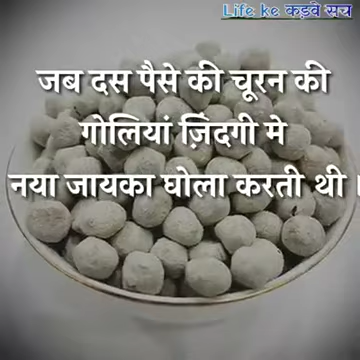 Life ke कड़वे सच
जब दस पैसे की चूरन की
गोलियां ज़िंदगी मे
नया जायका घोला करती थी।